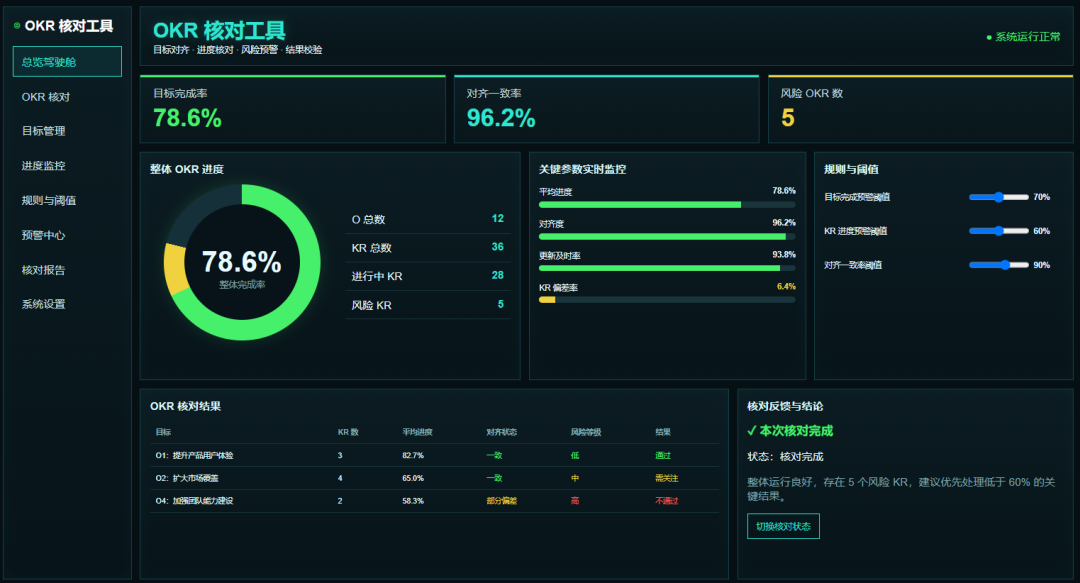 OKR 核对工具
总览驾驶舱
OKR 核对
目标管理
进度监控
规则与阈值
预警中心
核对报告
系统设置
OKR 核对工具
目标对齐 · 进度核对 · 风险预警 · 结果校验
系统运行正常
目标完成率
78.6%
对齐一致率
96.2%
风险 OKR 数
5
整体 OKR 进度
78.6%
整体完成率
O 总数 12
KR 总数 36
进行中 KR 28
风险 KR 5
关键参数实时监控
平均进度 78.6%
对齐度 96.2%
更新及时率 93.8%
KR 偏差率 6.4%
规则与阈值
目标完成预警阈值 70%
KR 进度预警阈值 60%
对齐一致率阈值 90%
OKR 核对结果
目标 KR 数 平均进度 对齐状态 风险等级 结果
O1：提升产品用户体验 3 82.7% 一致 低 通过
O2：扩大市场覆盖 4 65.0% 一致 中 需关注
O4：加强团队能力建设 2 58.3% 部分偏差 高 不通过
核对反馈与结论
✓ 本次核对完成
状态：核对完成
整体运行良好，存在 5 个风险 KR，建议优先处理低于 60% 的关
键结果。
切换核对状态